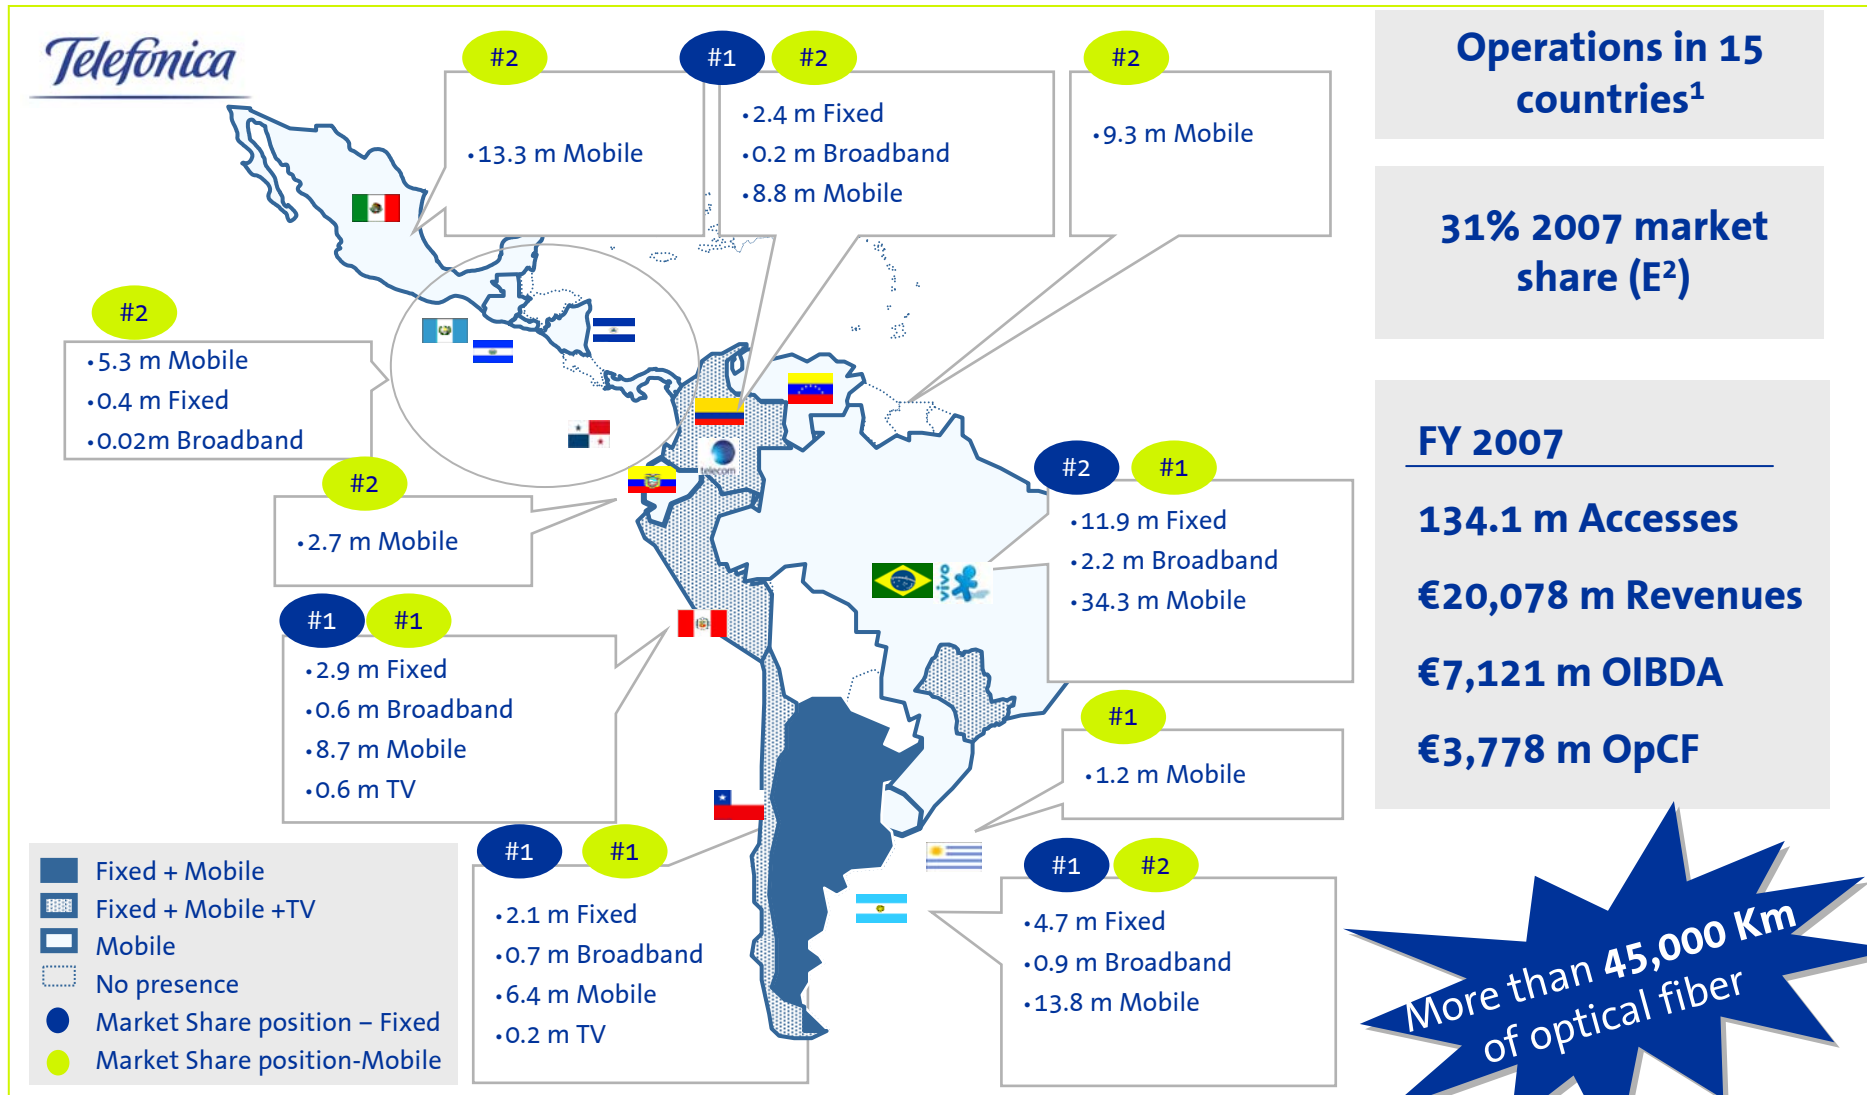 Telefónica
#2
•13.3 m Mobile
#1 #2
•2.4 m Fixed
•0.2 m Broadband
•8.8 m Mobile
#2
•9.3 m Mobile
Operations in 15
countries¹
31% 2007 market
share (E²)
#2
•5.3 m Mobile
•0.4 m Fixed
•0.02m Broadband
#2
•2.7 m Mobile
telecom
#2 #1
•11.9 m Fixed
•2.2 m Broadband
•34.3 m Mobile
vivo
FY 2007
134.1 m Accesses
€20,078 m Revenues
€7,121 m OIBDA
€3,778 m OpCF
#1 #1
•2.9 m Fixed
•0.6 m Broadband
•8.7 m Mobile
•0.6 m TV
#1
•1.2 m Mobile
#1 #1
•2.1 m Fixed
•0.7 m Broadband
•6.4 m Mobile
•0.2 m TV
#1 #2
•4.7 m Fixed
•0.9 m Broadband
•13.8 m Mobile
Fixed + Mobile
Fixed + Mobile +TV
Mobile
No presence
Market Share position – Fixed
Market Share position-Mobile
More than 45,000 Km
of optical fiber